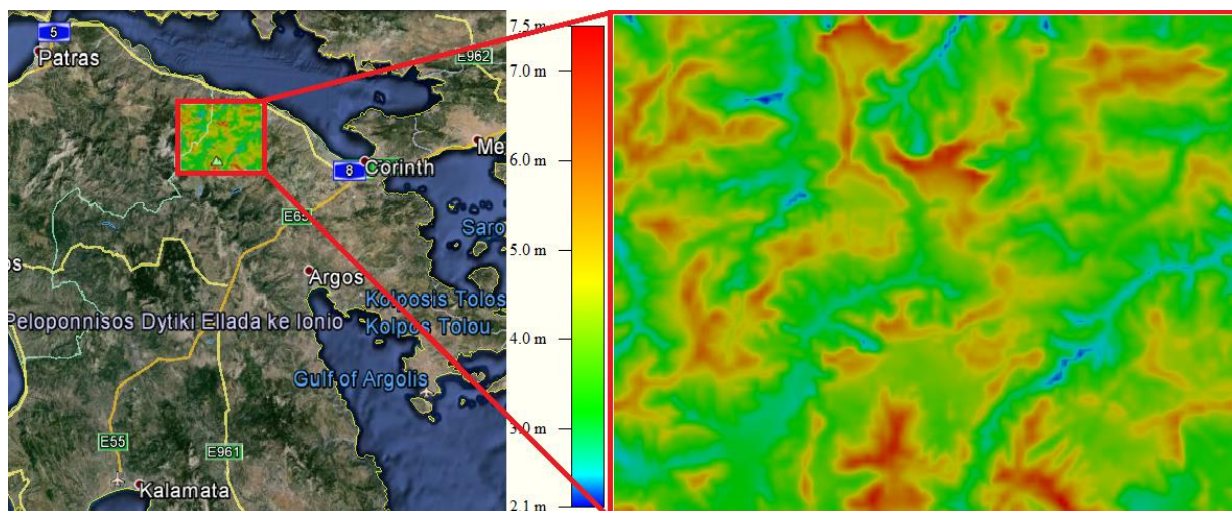 5
Patras
E962
7.5 m
7.0 m
Me
6.0 m
Corinth
8
E65
Saro
5.0 m
Argos
os
Kolposis Tolos
Peloponnisos Dytiki Ellada ke Ionio
Kolpos Tolou
4.0 m
Gulf of Argolis
3.0 m
E55
E961
Kalamata
2.1 m